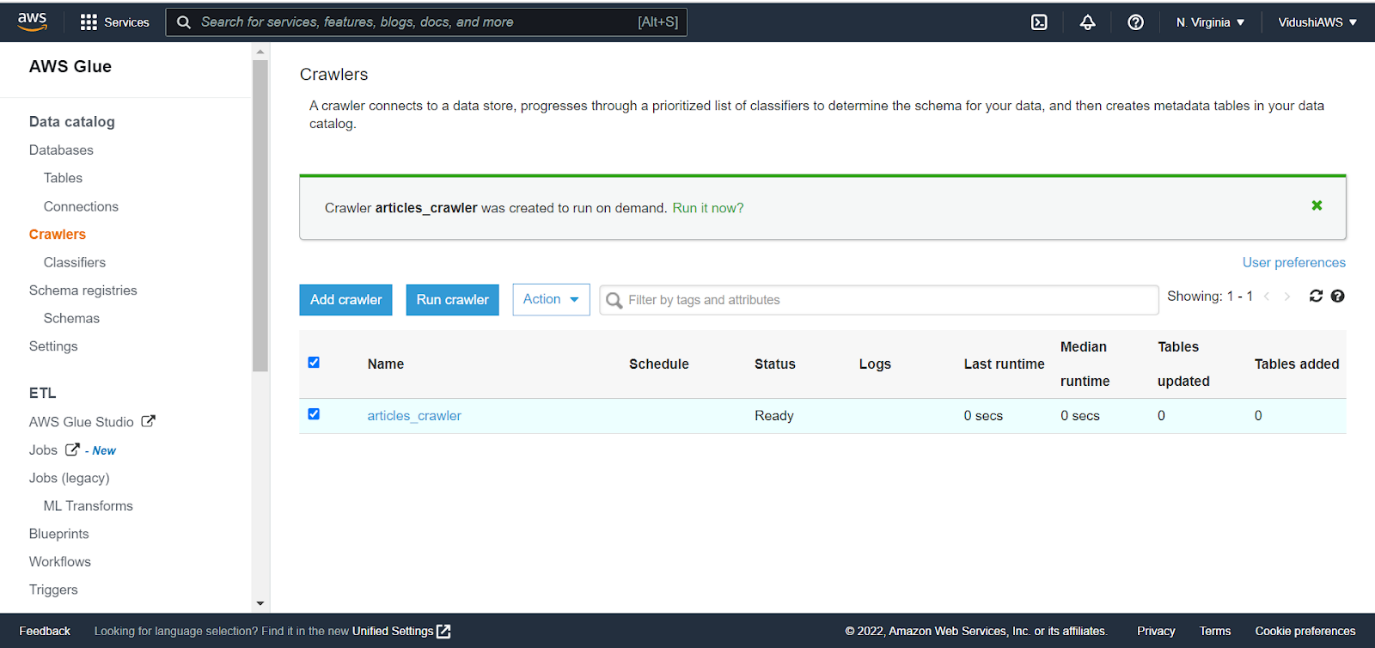 aws Services Search for services, features, blogs, docs, and more [Alt+S] N. Virginia ▼ VidushiAWS ▼
AWS Glue
Data catalog
Databases
Tables
Connections
Crawlers
Classifiers
Schema registries
Schemas
Settings
ETL
AWS Glue Studio
Jobs - New
Jobs (legacy)
ML Transforms
Blueprints
Workflows
Triggers
Crawlers
A crawler connects to a data store, progresses through a prioritized list of classifiers to determine the schema for your data, and then creates metadata tables in your data
catalog.
Crawler articles_crawler was created to run on demand. Run it now?
User preferences
Add crawler Run crawler Action Filter by tags and attributes Showing: 1 - 1
Name Schedule Status Logs Last runtime Median runtime Tables updated Tables added
articles_crawler Ready 0 secs 0 secs 0 0
Feedback Looking for language selection? Find it in the new Unified Settings © 2022, Amazon Web Services, Inc. or its affiliates. Privacy Terms Cookie preferences